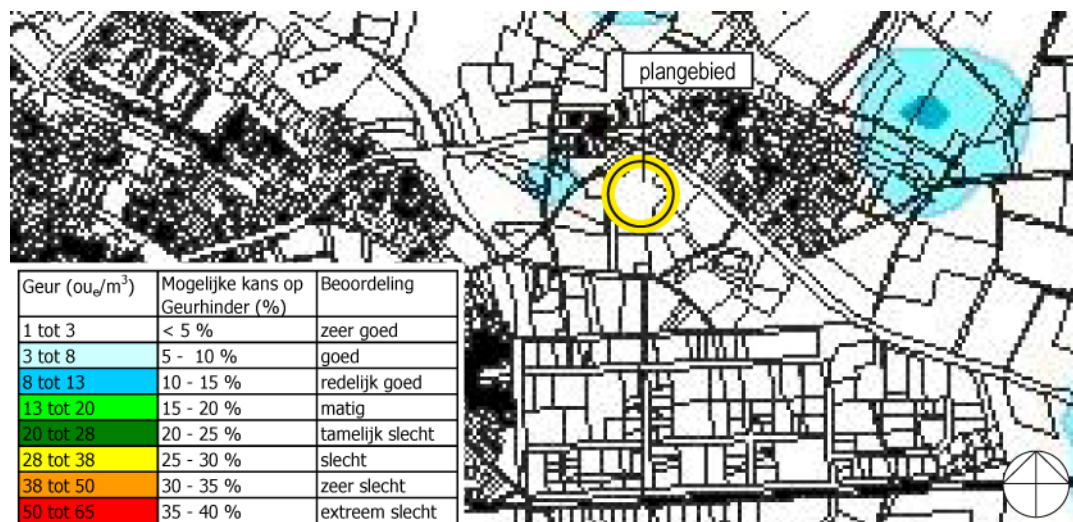 plangebied
Geur (ouₑ/m³) Mogelijke kans op Geurhinder (%) Beoordeling
1 tot 3 < 5 % zeer goed
3 tot 8 5 - 10 % goed
8 tot 13 10 - 15 % redelijk goed
13 tot 20 15 - 20 % matig
20 tot 28 20 - 25 % tamelijk slecht
28 tot 38 25 - 30 % slecht
38 tot 50 30 - 35 % zeer slecht
50 tot 65 35 - 40 % extreem slecht